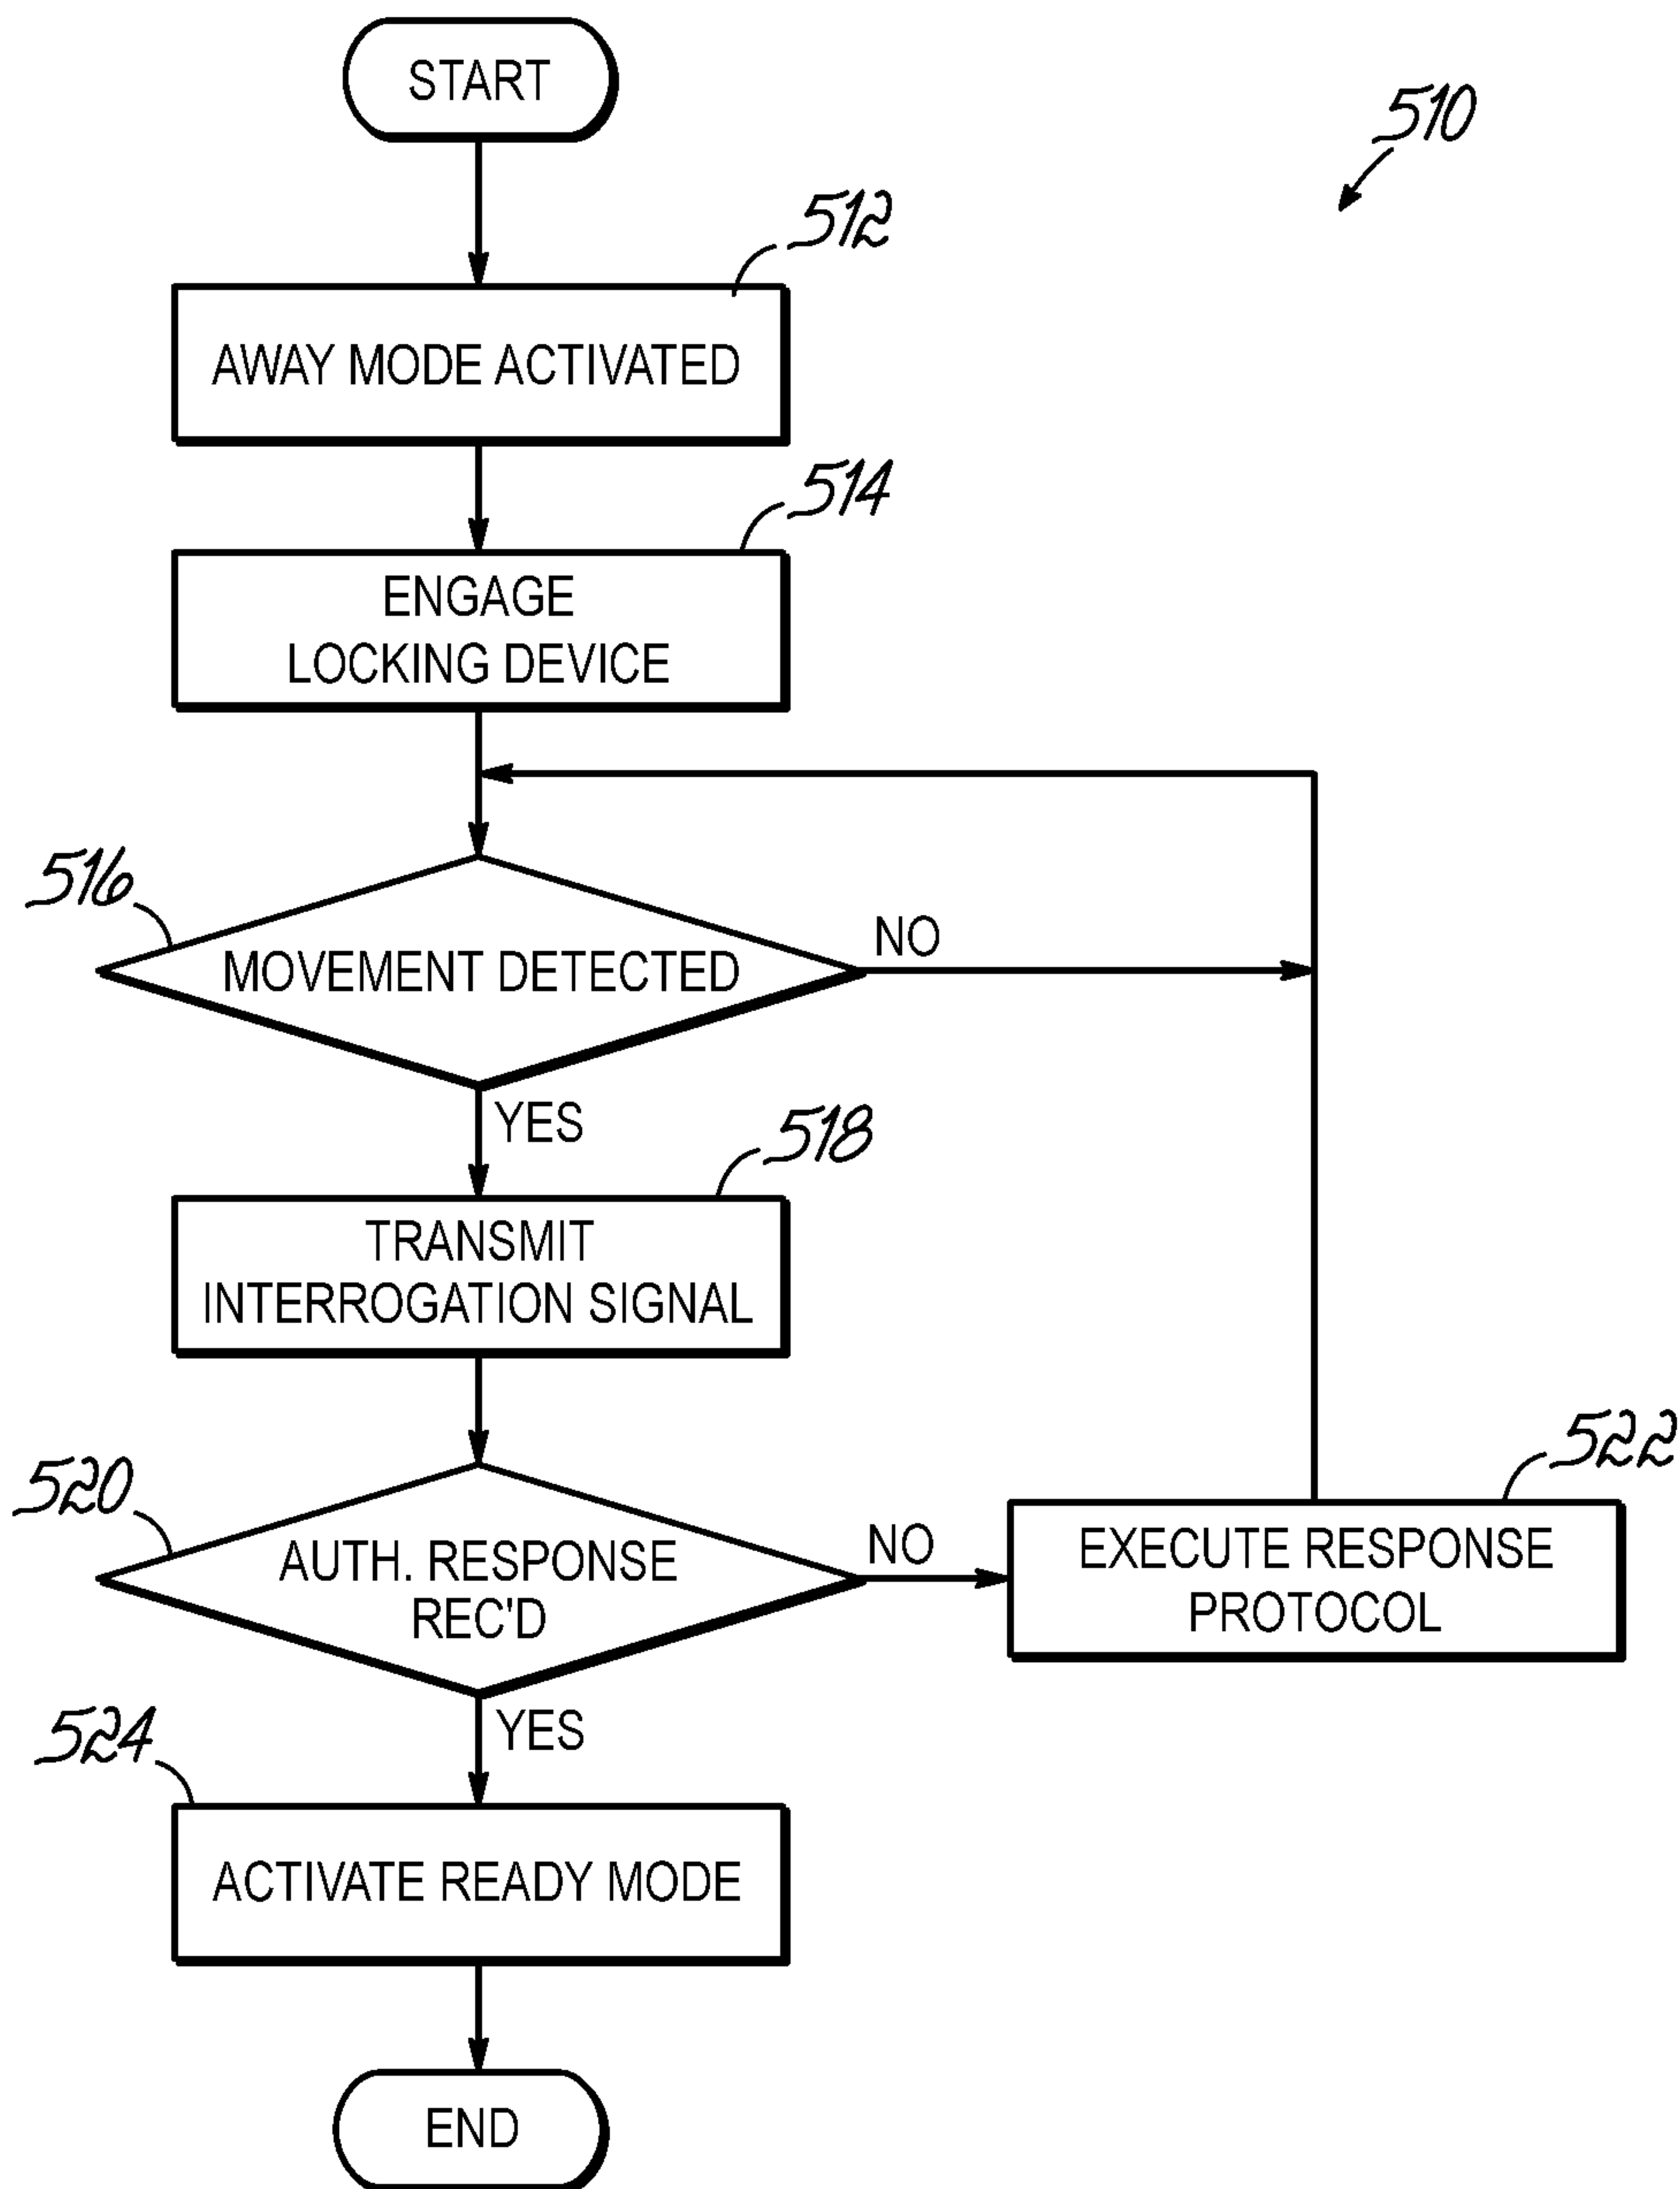 START
510
512
AWAY MODE ACTIVATED
514
ENGAGE
LOCKING DEVICE
516
MOVEMENT DETECTED
NO
YES
518
TRANSMIT
INTERROGATION SIGNAL
520
AUTH. RESPONSE
REC'D
NO
522
EXECUTE RESPONSE
PROTOCOL
YES
524
ACTIVATE READY MODE
END